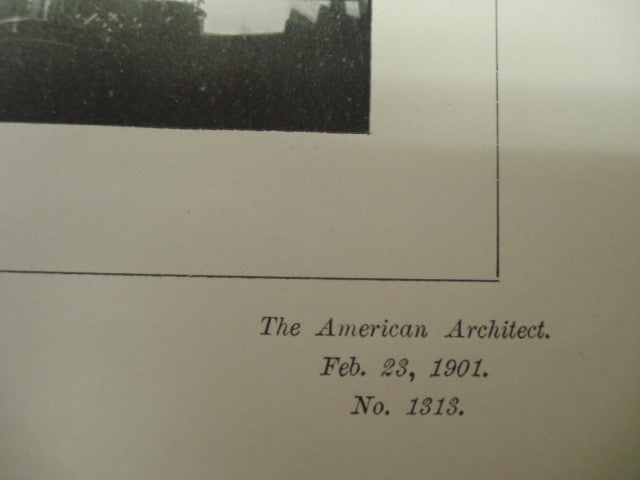 The American Architect.
Feb. 23, 1901.
No. 1313.